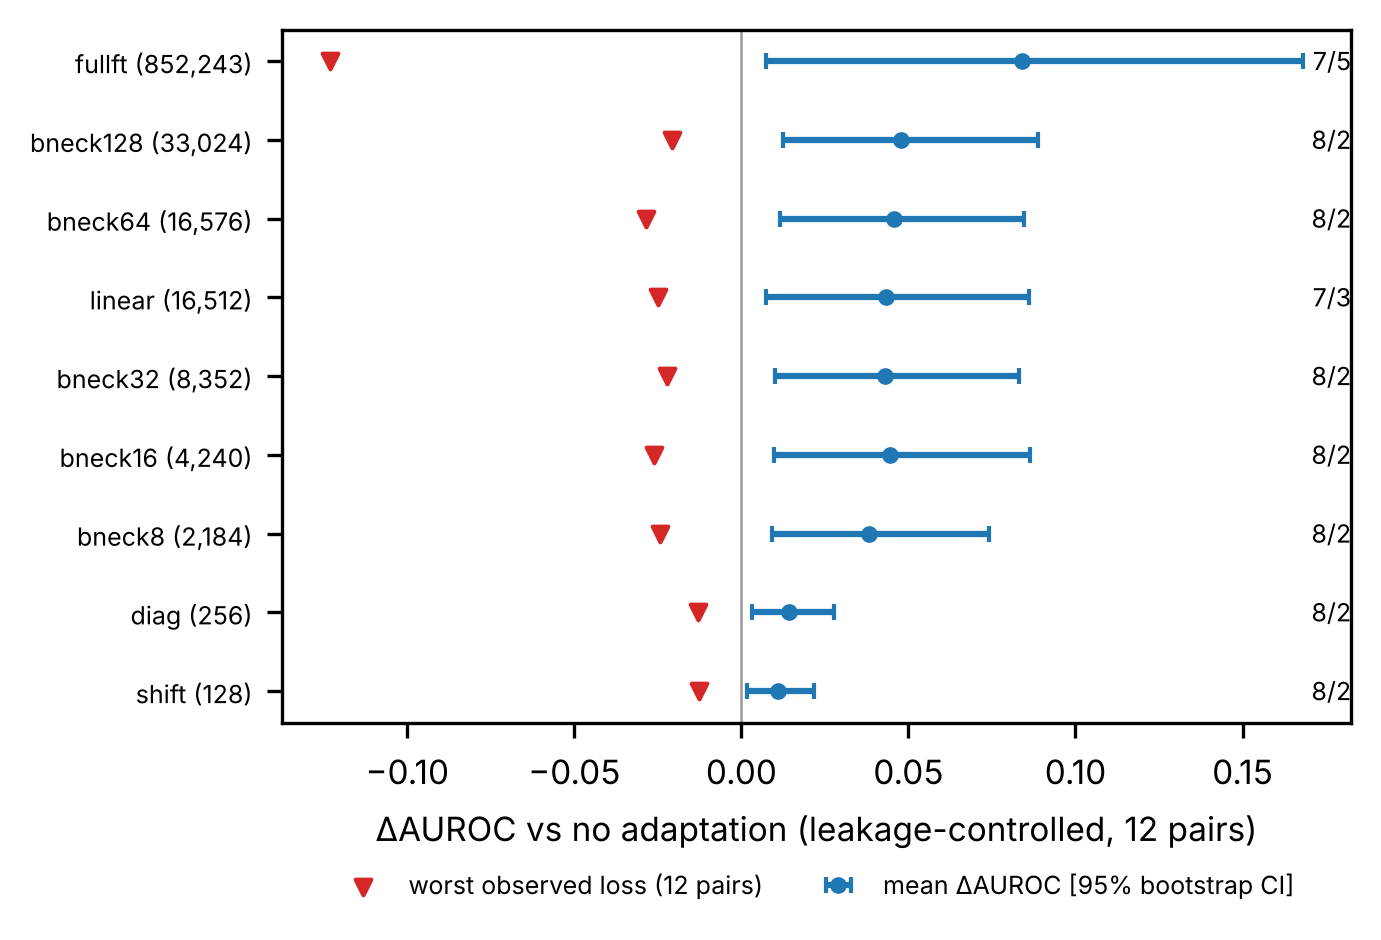 fullft (852,243) 7/5
bneck128 (33,024) 8/2
bneck64 (16,576) 8/2
linear (16,512) 7/3
bneck32 (8,352) 8/2
bneck16 (4,240) 8/2
bneck8 (2,184) 8/2
diag (256) 8/2
shift (128) 8/2
−0.10 −0.05 0.00 0.05 0.10 0.15
ΔAUROC vs no adaptation (leakage-controlled, 12 pairs)
worst observed loss (12 pairs) mean ΔAUROC [95% bootstrap CI]